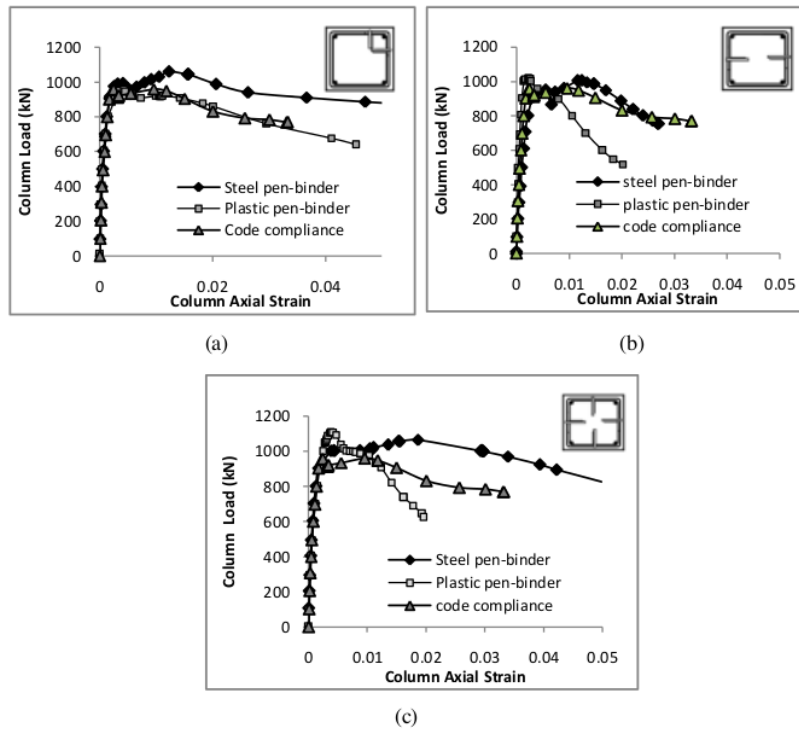 1200
1000
800
600
400
200
0
Column Load (kN)
Steel pen-binder
Plastic pen-binder
Code compliance
0 0.02 0.04
Column Axial Strain
(a)
1200
1000
800
600
400
200
0
Column Load (kN)
steel pen-binder
plastic pen-binder
code compliance
0 0.01 0.02 0.03 0.04 0.05
Column Axial Strain
(b)
1200
1000
800
600
400
200
0
Column Load (kN)
Steel pen-binder
Plastic pen-binder
code compliance
0 0.01 0.02 0.03 0.04 0.05
Column Axial Strain
(c)